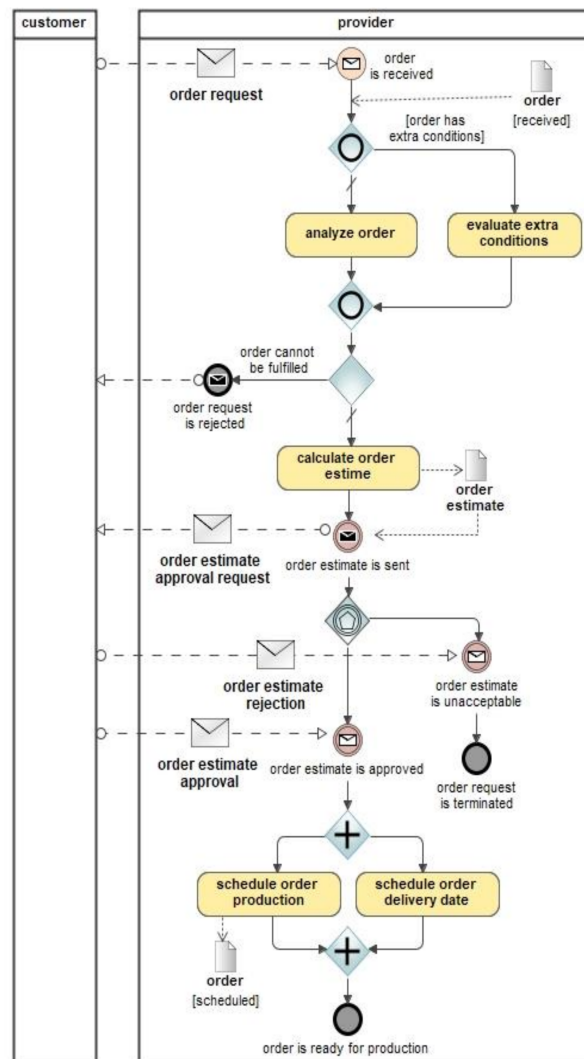 customer
provider
order request
order
is received
order
[received]
[order has
extra conditions]
analyze order
evaluate extra
conditions
order cannot
be fulfilled
order request
is rejected
calculate order
estime
order
estimate
order estimate
approval request
order estimate is sent
order estimate
rejection
order estimate
is unacceptable
order estimate
approval
order estimate is approved
order request
is terminated
schedule order
production
schedule order
delivery date
order
[scheduled]
order is ready for production